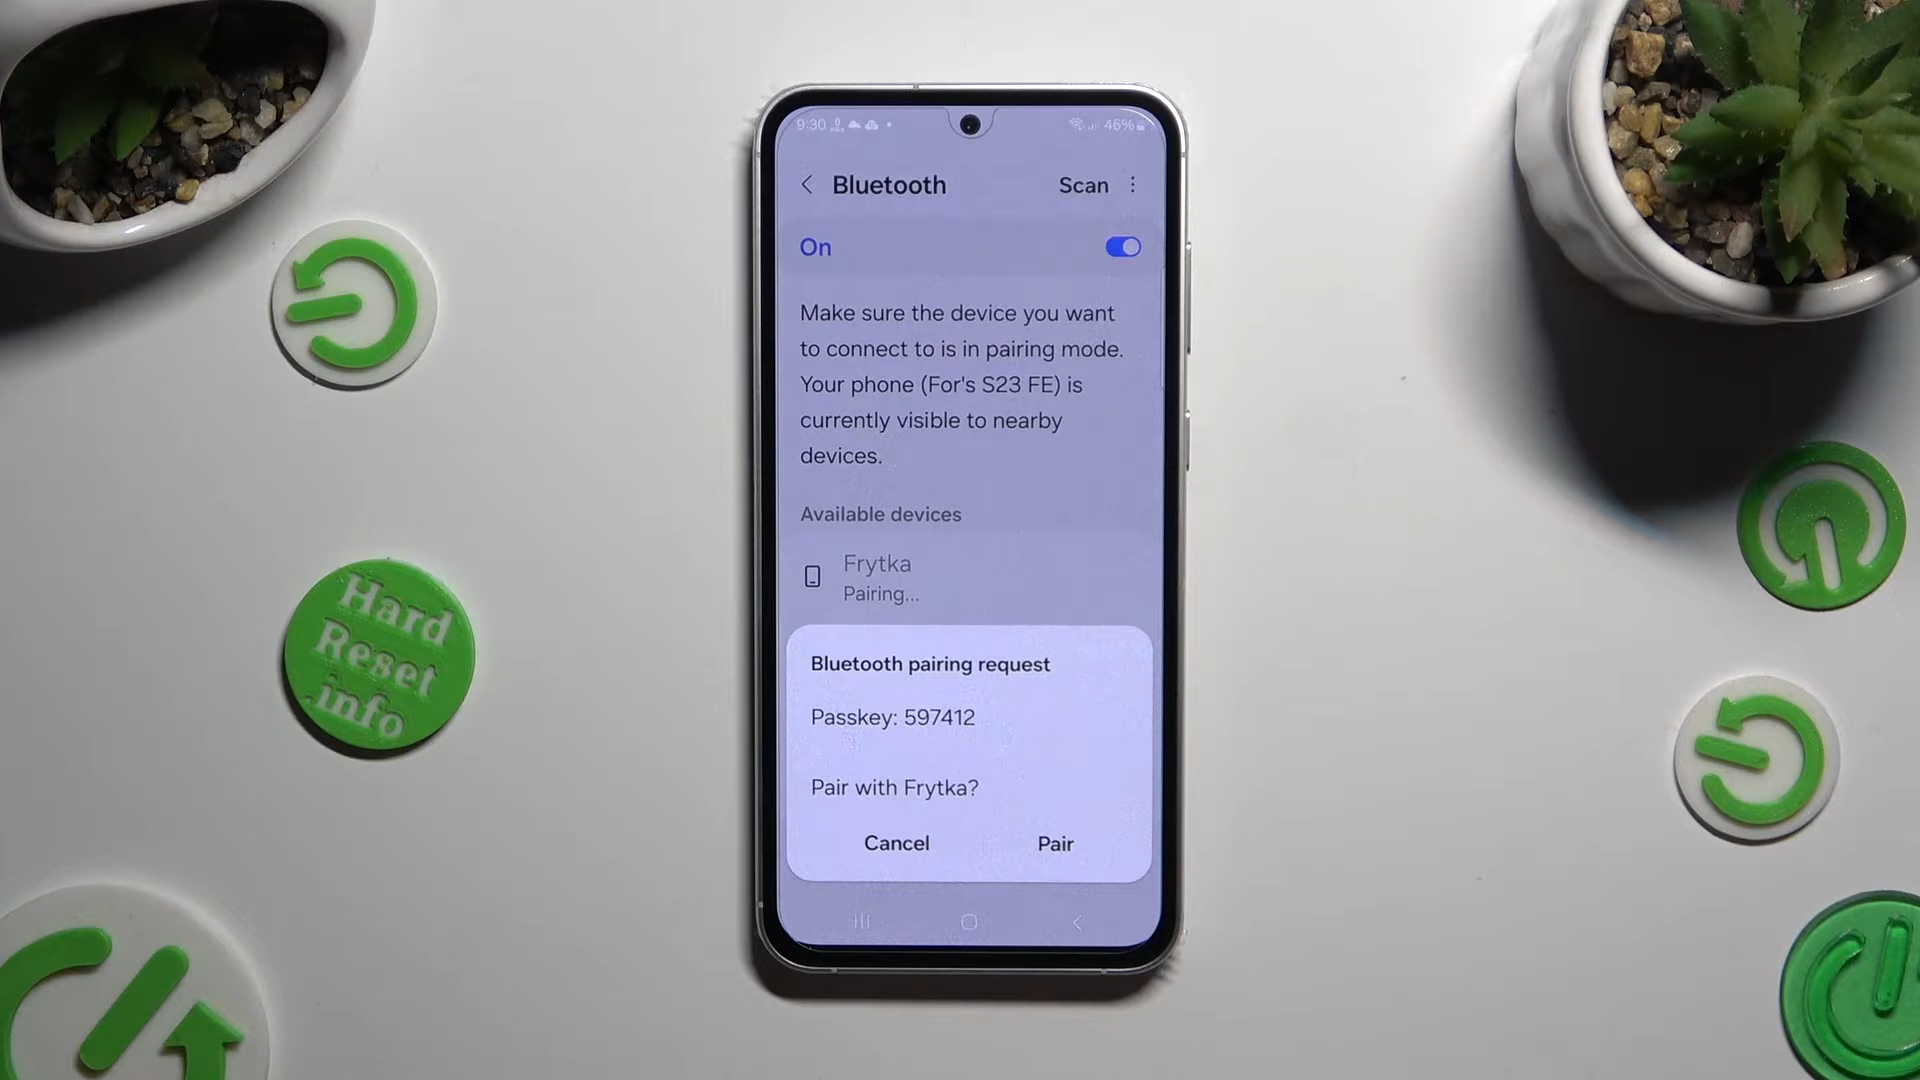 9:30
46%
Bluetooth
Scan
On
Make sure the device you want
to connect to is in pairing mode.
Your phone (For's S23 FE) is
currently visible to nearby
devices.
Available devices
Frytka
Pairing...
Bluetooth pairing request
Passkey: 597412
Pair with Frytka?
Cancel
Pair
Hard
Reset
.info